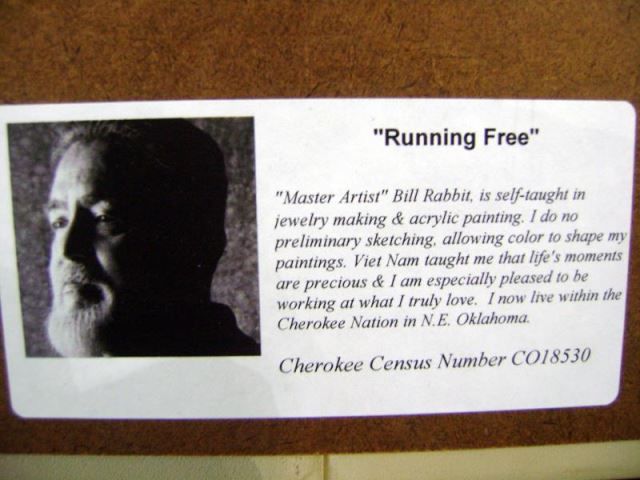 "Running Free"
"Master Artist" Bill Rabbit, is self-taught in
jewelry making & acrylic painting. I do no
preliminary sketching, allowing color to shape my
paintings. Viet Nam taught me that life's moments
are precious & I am especially pleased to be
working at what I truly love. I now live within the
Cherokee Nation in N.E. Oklahoma.
Cherokee Census Number CO18530